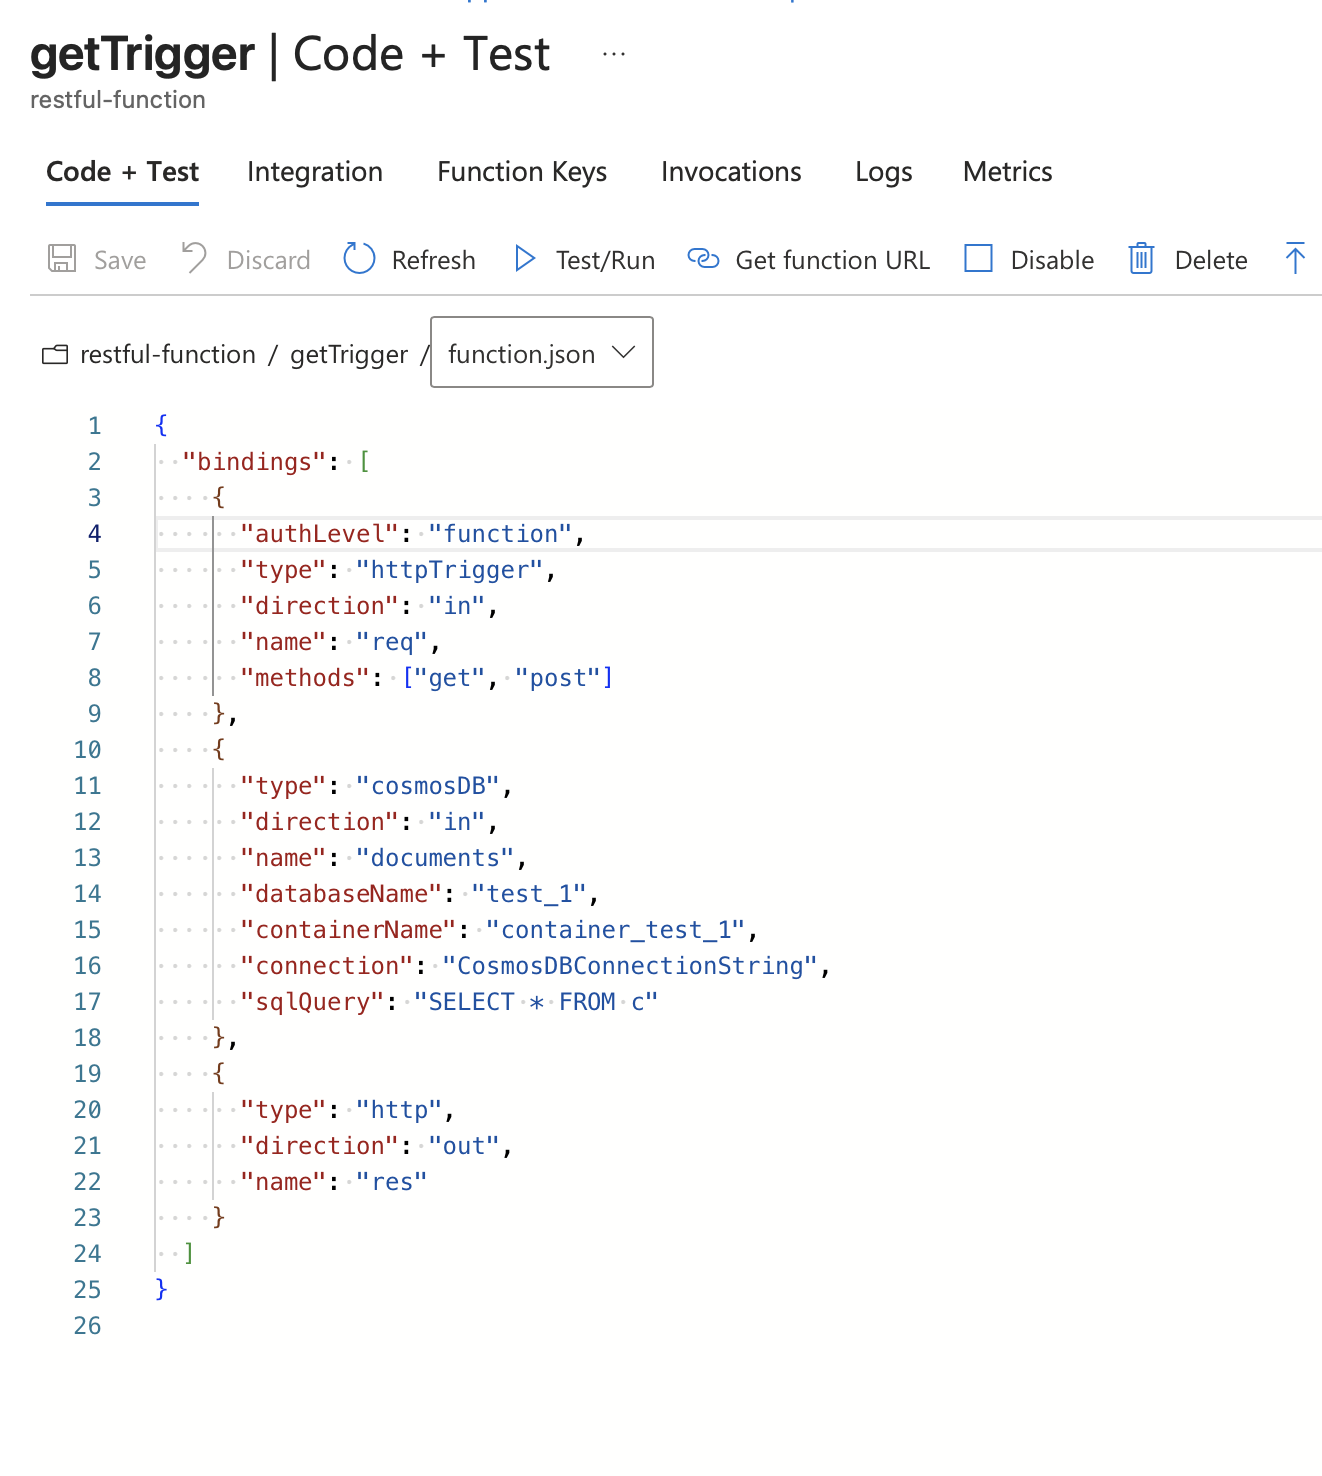 getTrigger | Code + Test ...
restful-function
Code + Test Integration Function Keys Invocations Logs Metrics
Save Discard Refresh Test/Run Get function URL Disable Delete
restful-function / getTrigger / function.json
1 {
2   "bindings": [
3     {
4       "authLevel": "function",
5       "type": "httpTrigger",
6       "direction": "in",
7       "name": "req",
8       "methods": ["get", "post"]
9     },
10     {
11       "type": "cosmosDB",
12       "direction": "in",
13       "name": "documents",
14       "databaseName": "test_1",
15       "containerName": "container_test_1",
16       "connection": "CosmosDBConnectionString",
17       "sqlQuery": "SELECT * FROM c"
18     },
19     {
20       "type": "http",
21       "direction": "out",
22       "name": "res"
23     }
24   ]
25 }
26